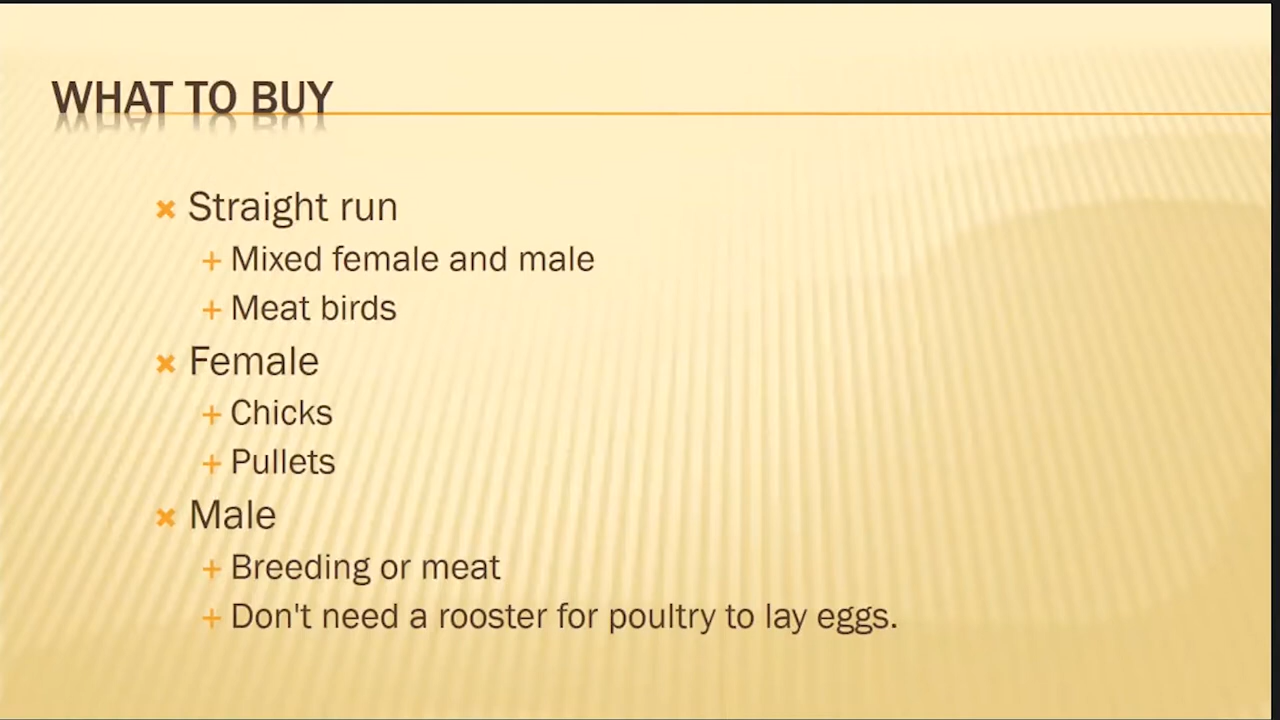 WHAT TO BUY
Straight run
Mixed female and male
Meat birds
Female
Chicks
Pullets
Male
Breeding or meat
Don't need a rooster for poultry to lay eggs.